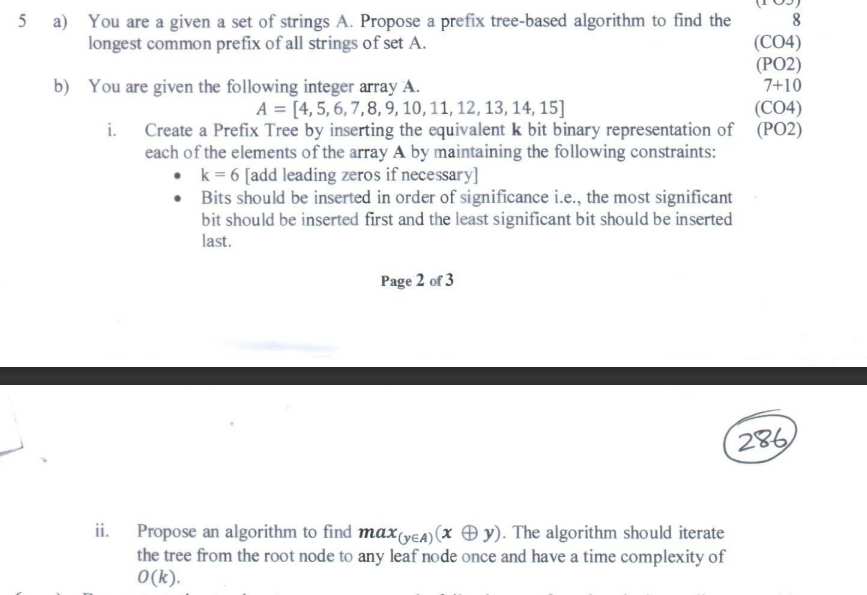 5 a) You are a given a set of strings A. Propose a prefix tree-based algorithm to find the 8
longest common prefix of all strings of set A. (CO4)
(PO2)
b) You are given the following integer array A. 7+10
A = [4, 5, 6, 7, 8, 9, 10, 11, 12, 13, 14, 15] (CO4)
i. Create a Prefix Tree by inserting the equivalent k bit binary representation of (PO2)
each of the elements of the array A by maintaining the following constraints:
• k = 6 [add leading zeros if necessary]
• Bits should be inserted in order of significance i.e., the most significant
bit should be inserted first and the least significant bit should be inserted
last.
Page 2 of 3
286
ii. Propose an algorithm to find max(y∈A)(x ⊕ y). The algorithm should iterate
the tree from the root node to any leaf node once and have a time complexity of
O(k).